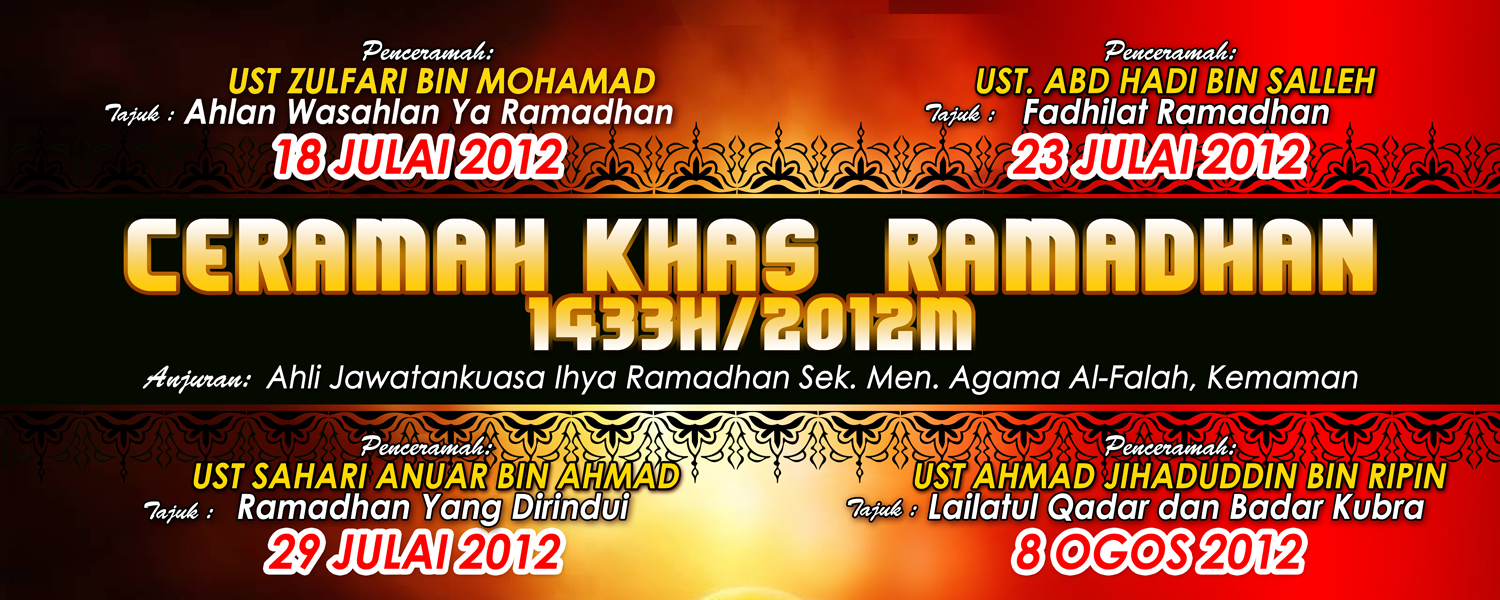 Penceramah:
UST ZULFARI BIN MOHAMAD
Tajuk : Ahlan Wasahlan Ya Ramadhan
18 JULAI 2012
Penceramah:
UST. ABD HADI BIN SALLEH
Tajuk : Fadhilat Ramadhan
23 JULAI 2012
CERAMAH KHAS RAMADHAN
1433H/2012M
Anjuran: Ahli Jawatankuasa Ihya Ramadhan Sek. Men. Agama Al-Falah, Kemaman
Penceramah:
UST SAHARI ANUAR BIN AHMAD
Tajuk : Ramadhan Yang Dirindui
29 JULAI 2012
Penceramah:
UST AHMAD JIHADUDDIN BIN RIPIN
Tajuk : Lailatul Qadar dan Badar Kubra
8 OGOS 2012